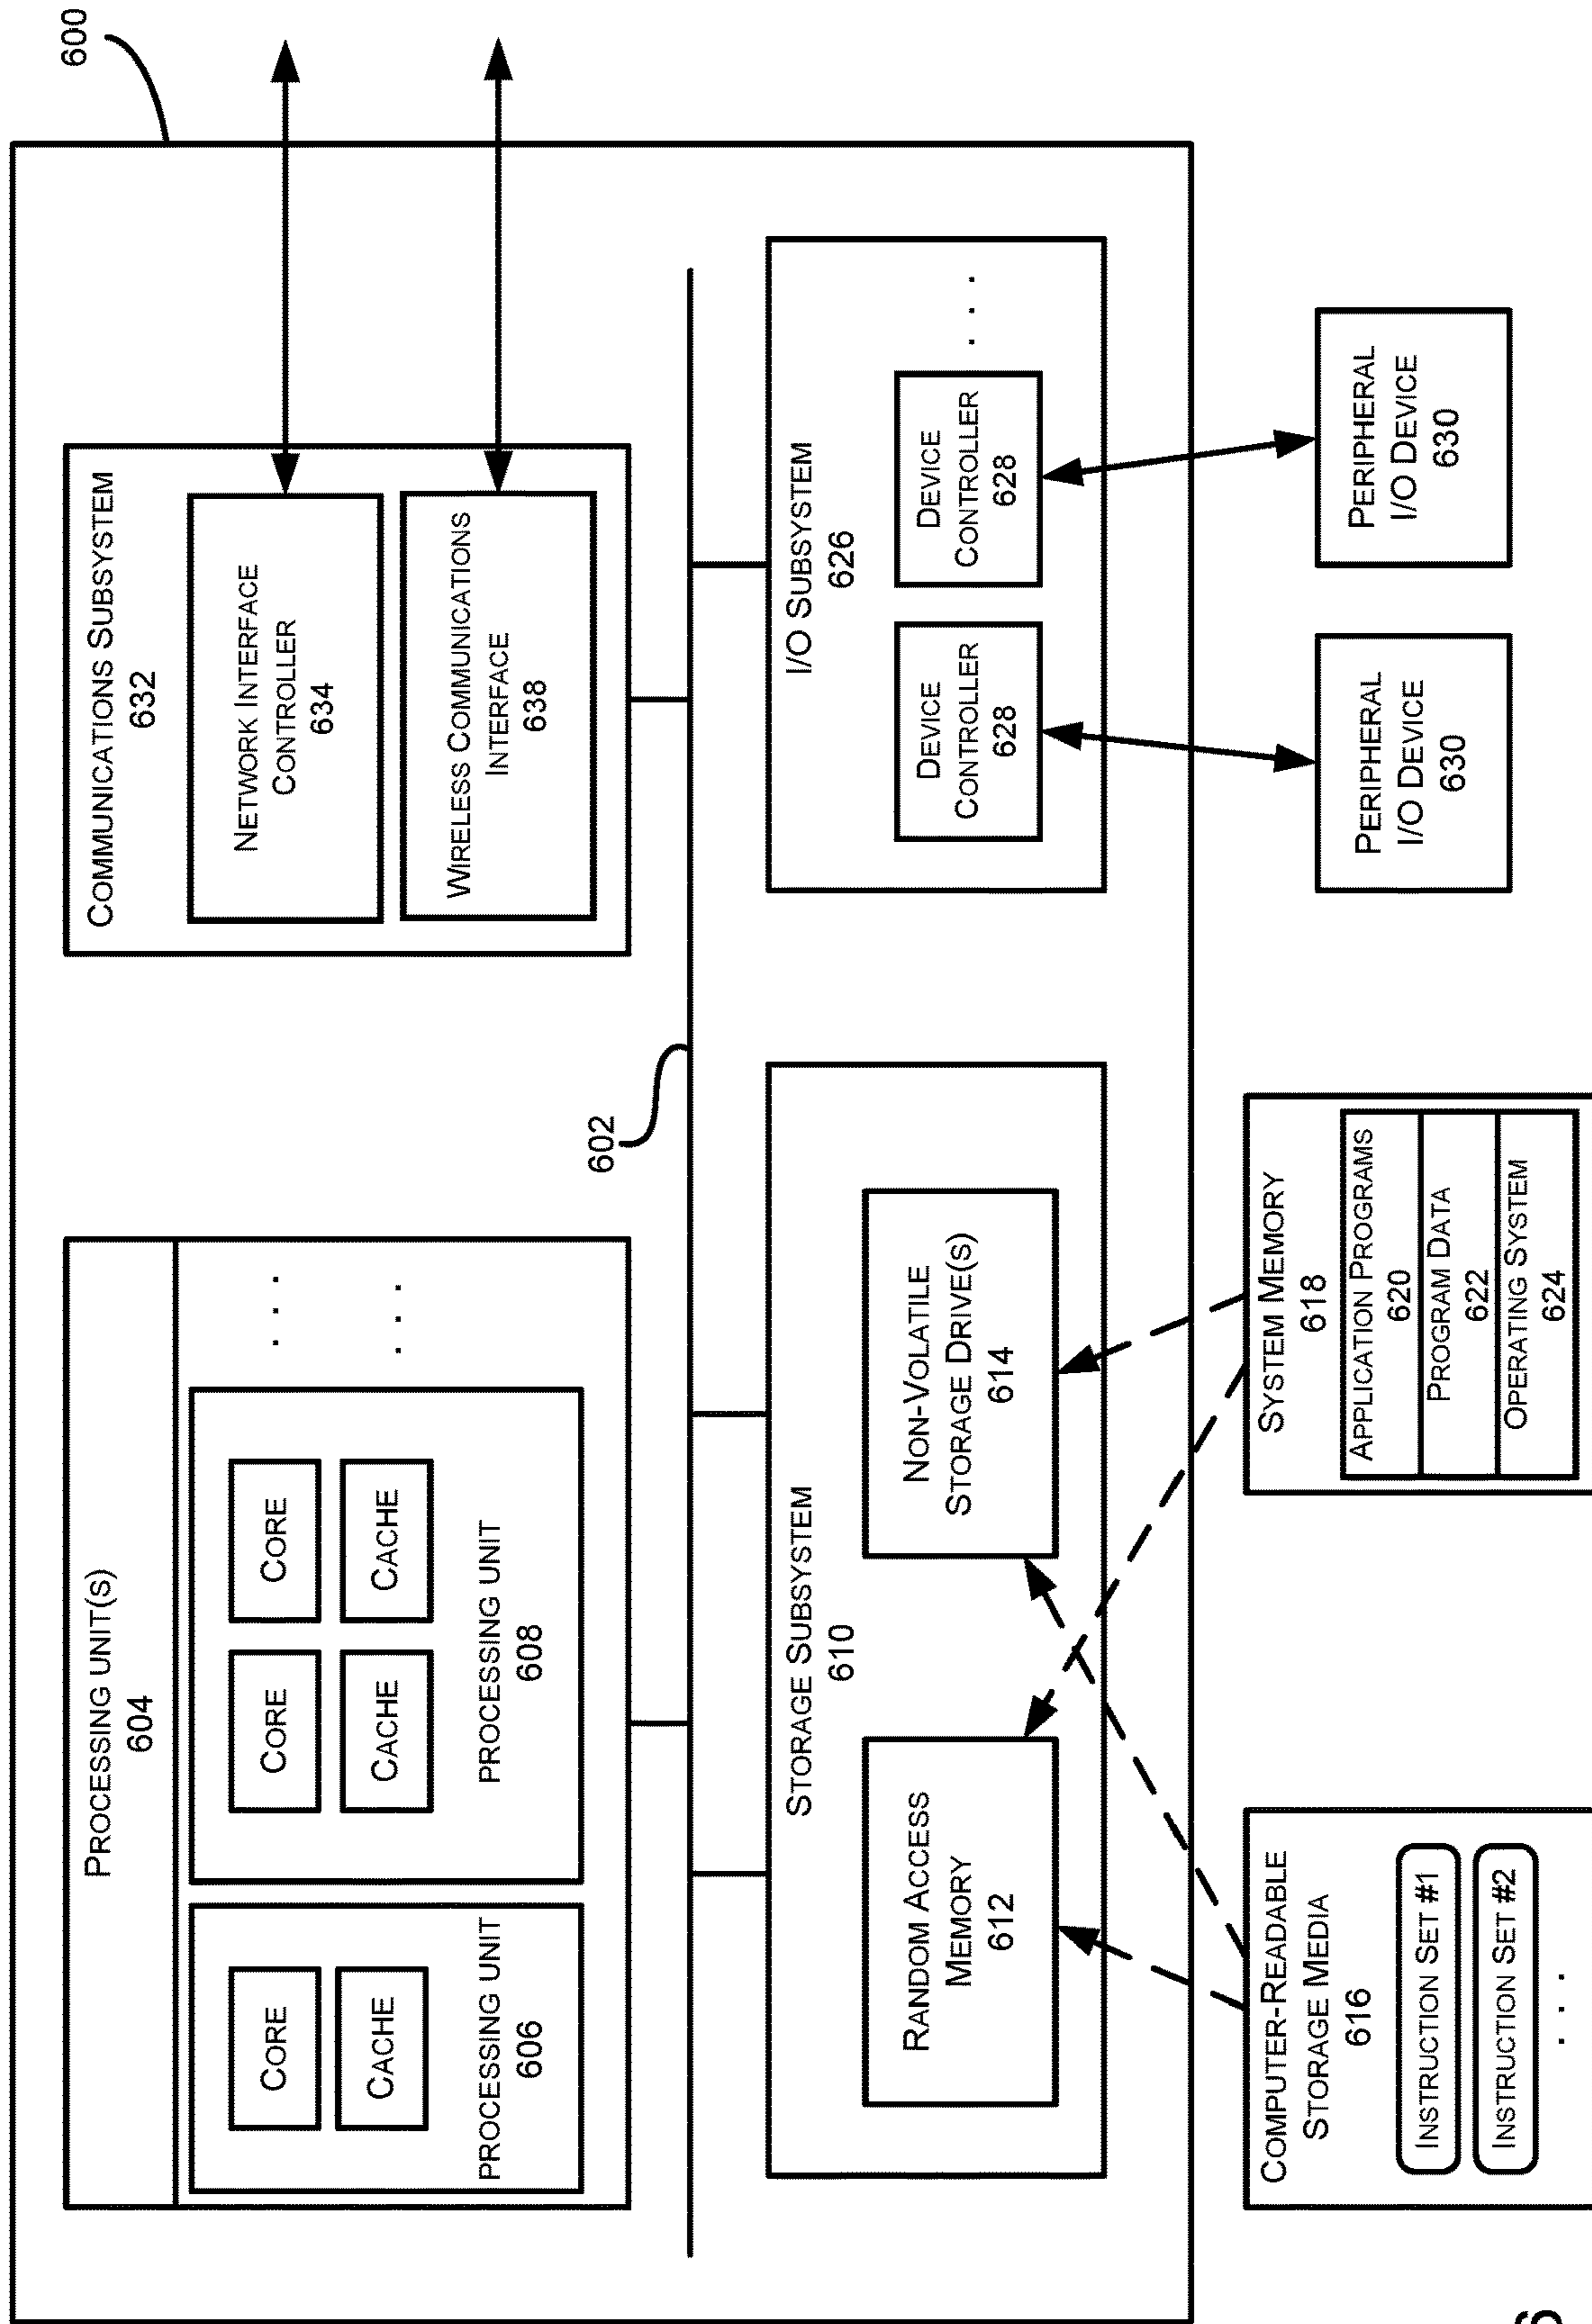 600
PROCESSING UNIT(S)
604
CORE
CACHE
PROCESSING UNIT
606
CORE
CORE
CACHE
CACHE
PROCESSING UNIT
608
. . .
. . .
COMMUNICATIONS SUBSYSTEM
632
NETWORK INTERFACE
CONTROLLER
634
WIRELESS COMMUNICATIONS
INTERFACE
638
602
STORAGE SUBSYSTEM
610
RANDOM ACCESS
MEMORY
612
NON-VOLATILE
STORAGE DRIVE(S)
614
I/O SUBSYSTEM
626
DEVICE
CONTROLLER
628
DEVICE
CONTROLLER
628
. . .
COMPUTER-READABLE
STORAGE MEDIA
616
INSTRUCTION SET #1
INSTRUCTION SET #2
. . .
SYSTEM MEMORY
618
APPLICATION PROGRAMS
620
PROGRAM DATA
622
OPERATING SYSTEM
624
PERIPHERAL
I/O DEVICE
630
PERIPHERAL
I/O DEVICE
630